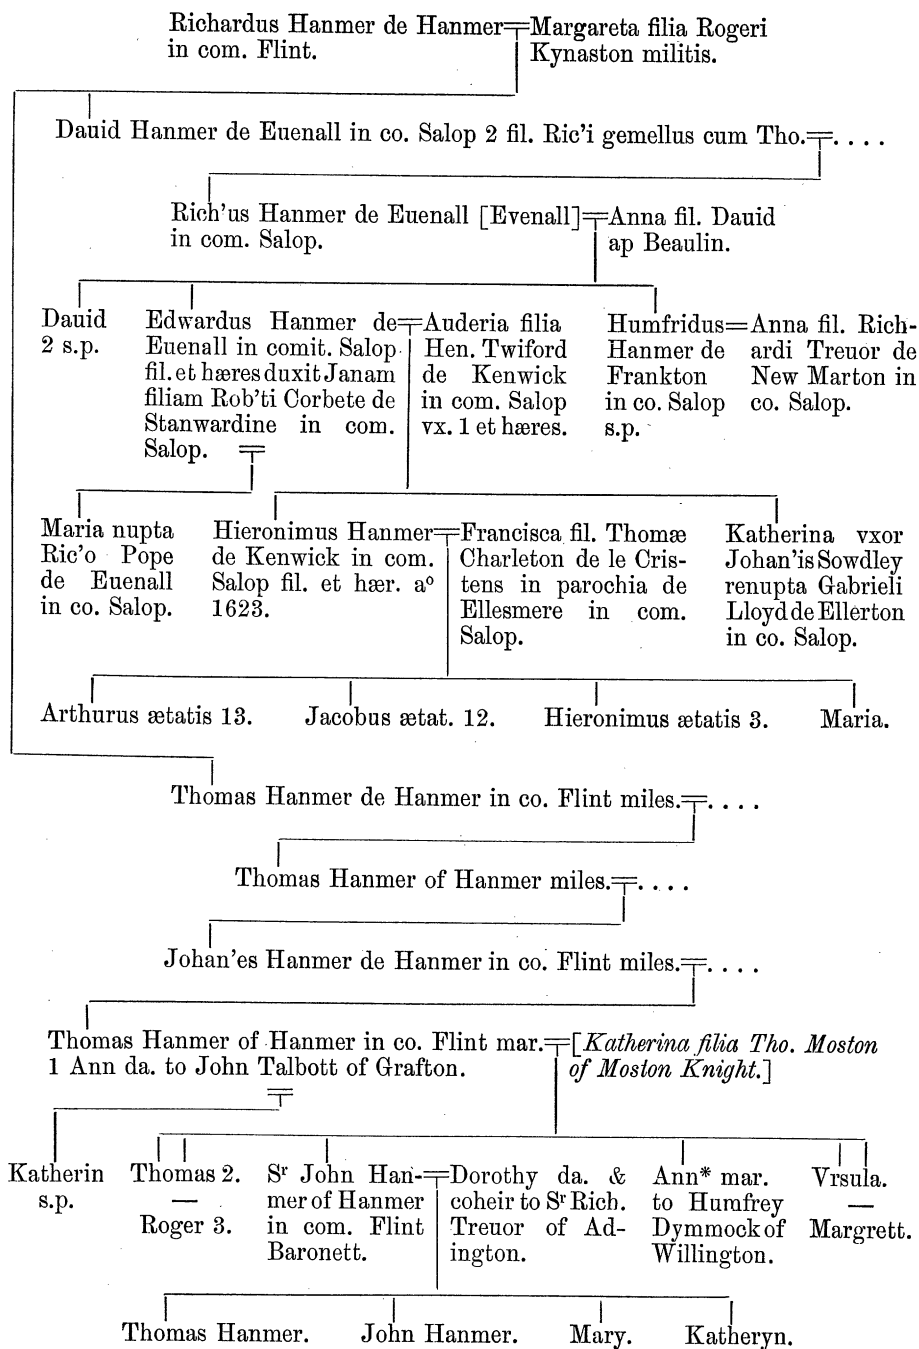 Richardus Hanmer de Hanmer
in com. Flint.
Margareta filia Rogeri
Kynaston militis.
Dauid Hanmer de Euenall in co. Salop 2 fil. Ric'i gemellus cum Tho. . . . .
Rich'us Hanmer de Euenall [Evenall]
in com. Salop.
Anna fil. Dauid
ap Beaulin.
Dauid
2 s.p.
Edwardus Hanmer de
Euenall in comit. Salop
fil. et hæres duxit Janam
filiam Rob'ti Corbete de
Stanwardine in com.
Salop.
Auderia filia
Hen. Twiford
de Kenwick
in com. Salop
vx. 1 et hæres.
Humfridus
Hanmer de
Frankton
in co. Salop
s.p.
Anna fil. Rich-
ardi Treuor de
New Marton in
co. Salop.
Maria nupta
Ric'o Pope
de Euenall
in co. Salop.
Hieronimus Hanmer
de Kenwick in com.
Salop fil. et hær. aº
1623.
Francisca fil. Thomæ
Charleton de le Cris-
tens in parochia de
Ellesmere in com.
Salop.
Katherina vxor
Johan'is Sowdley
renupta Gabrieli
Lloyd de Ellerton
in co. Salop.
Arthurus ætatis 13.
Jacobus ætat. 12.
Hieronimus ætatis 3.
Maria.
Thomas Hanmer de Hanmer in co. Flint miles. . . . .
Thomas Hanmer of Hanmer miles. . . . .
Johan'es Hanmer de Hanmer in co. Flint miles. . . . .
Thomas Hanmer of Hanmer in co. Flint mar.
1 Ann da. to John Talbott of Grafton.
[Katherina filia Tho. Moston
of Moston Knight.]
Katherin
s.p.
Thomas 2.
—
Roger 3.
Sʳ John Han-
mer of Hanmer
in com. Flint
Baronett.
Dorothy da. &
coheir to Sʳ Rich.
Treuor of Ad-
ington.
Ann* mar.
to Humfrey
Dymmock of
Willington.
Vrsula.
—
Margrett.
Thomas Hanmer.
John Hanmer.
Mary.
Katheryn.